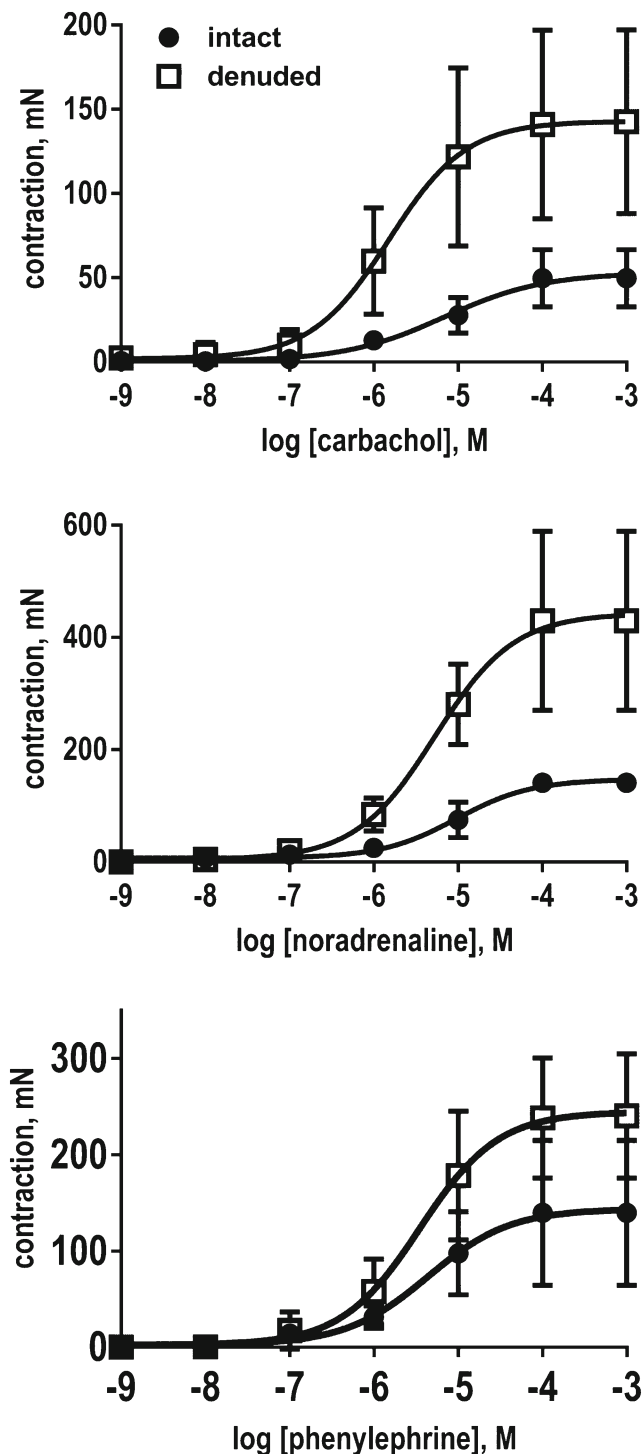 200
intact
denuded
150
contraction, mN
100
50
0
-9 -8 -7 -6 -5 -4 -3
log [carbachol], M
600
400
contraction, mN
200
0
-9 -8 -7 -6 -5 -4 -3
log [noradrenaline], M
300
contraction, mN
200
100
0
-9 -8 -7 -6 -5 -4 -3
log [phenylephrine], M